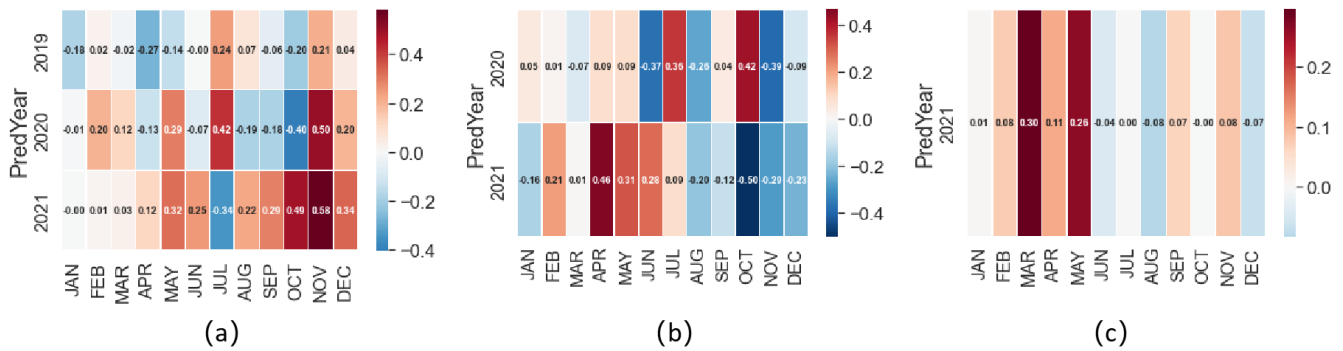 PredYear
2019
-0.18 0.02 -0.02 -0.27 -0.14 -0.00 0.24 0.07 -0.06 -0.20 0.21 0.04
2020
-0.01 0.20 0.12 -0.13 0.29 -0.07 0.42 -0.19 -0.18 -0.40 0.50 0.20
2021
-0.00 0.01 0.03 0.12 0.32 0.25 -0.34 0.22 0.29 0.49 0.58 0.34
JAN FEB MAR APR MAY JUN JUL AUG SEP OCT NOV DEC
0.4
0.2
0.0
−0.2
−0.4
(a)
PredYear
2020
0.05 0.01 -0.07 0.09 0.09 -0.37 0.36 -0.26 0.04 0.42 -0.39 -0.09
2021
-0.16 0.21 0.01 0.46 0.31 0.28 0.09 -0.20 -0.12 -0.50 -0.29 -0.23
JAN FEB MAR APR MAY JUN JUL AUG SEP OCT NOV DEC
0.4
0.2
0.0
−0.2
−0.4
(b)
PredYear
2021
0.01 0.08 0.30 0.11 0.26 -0.04 0.00 -0.08 0.07 -0.00 0.08 -0.07
JAN FEB MAR APR MAY JUN JUL AUG SEP OCT NOV DEC
0.2
0.1
0.0
(c)